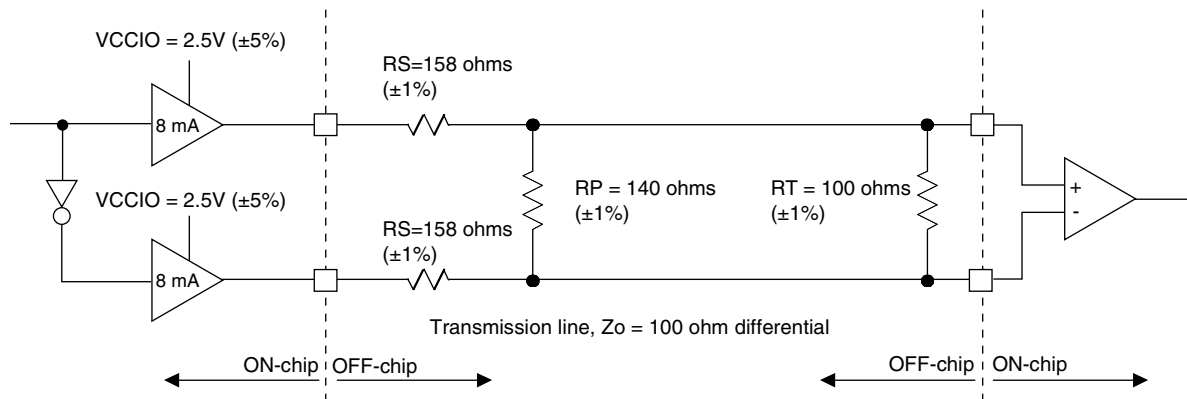 VCCIO = 2.5V (±5%)
RS=158 ohms
(±1%)
8 mA
VCCIO = 2.5V (±5%)
RP = 140 ohms
(±1%)
RT = 100 ohms
(±1%)
+
-
RS=158 ohms
(±1%)
8 mA
Transmission line, Zo = 100 ohm differential
ON-chip
OFF-chip
OFF-chip
ON-chip